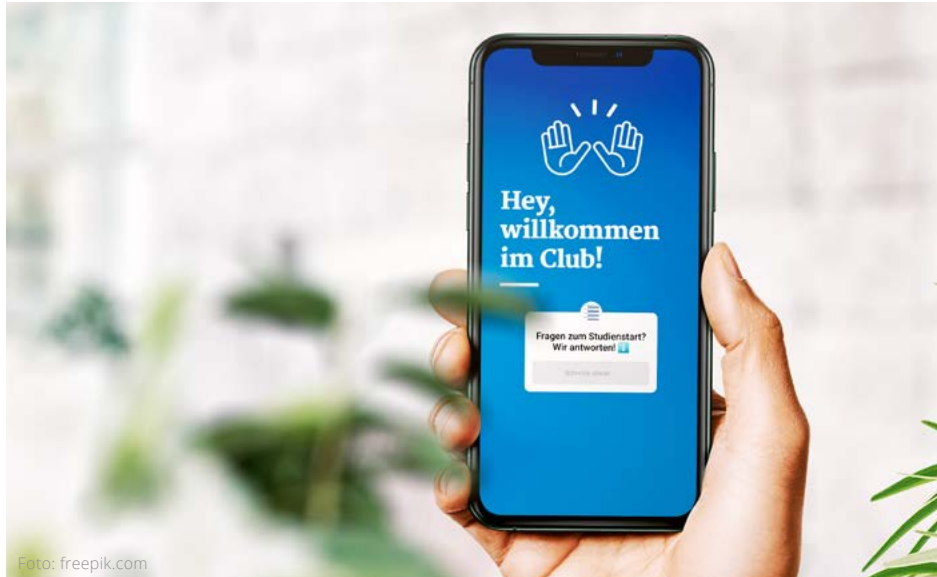 Hey,
willkommen
im Club!
Fragen zum Studienstart?
Wir antworten! ℹ️
Foto: freepik.com